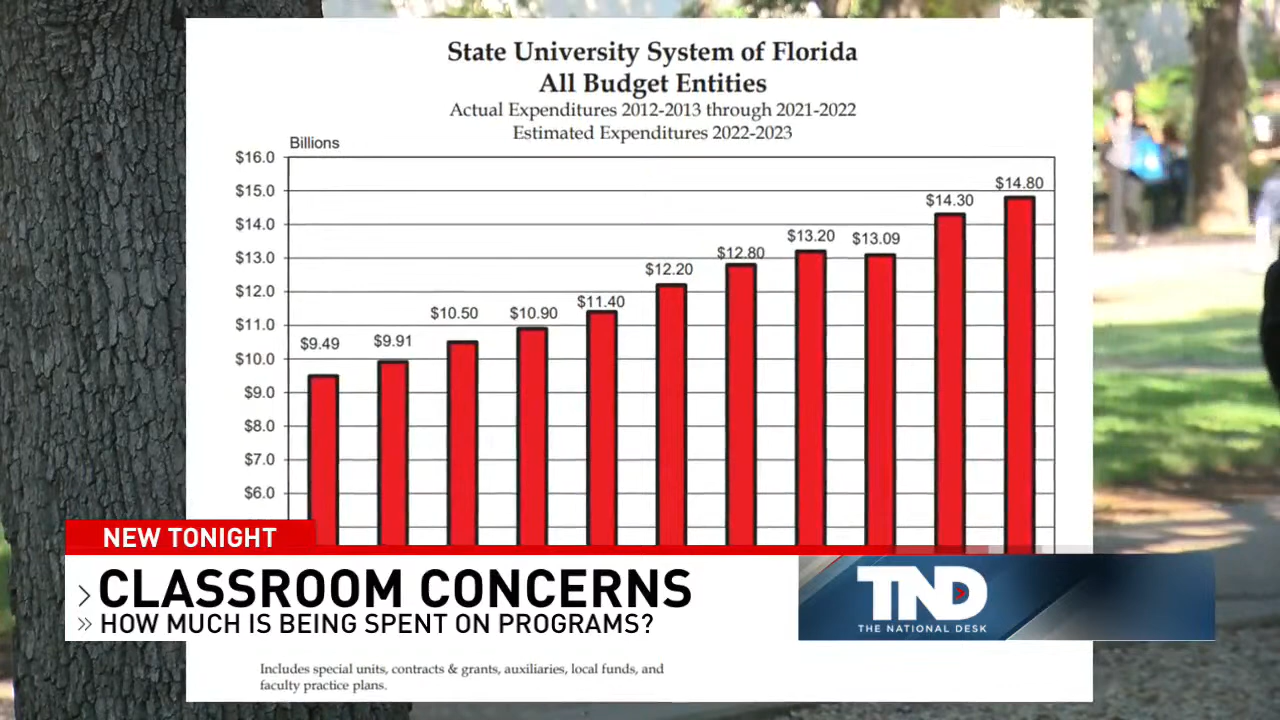 State University System of Florida
All Budget Entities
Actual Expenditures 2012-2013 through 2021-2022
Estimated Expenditures 2022-2023
Billions
$16.0
$15.0
$14.0
$13.0
$12.0
$11.0
$10.0
$9.0
$8.0
$7.0
$6.0
$9.49
$9.91
$10.50
$10.90
$11.40
$12.20
$12.80
$13.20
$13.09
$14.30
$14.80
NEW TONIGHT
CLASSROOM CONCERNS
HOW MUCH IS BEING SPENT ON PROGRAMS?
TND
THE NATIONAL DESK
Includes special units, contracts & grants, auxiliaries, local funds, and
faculty practice plans.